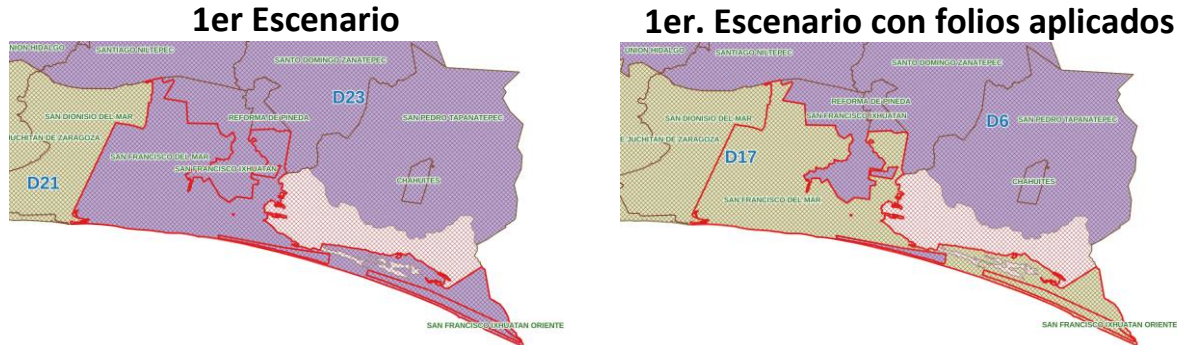 1er Escenario
UNION HIDALGO
SANTIAGO NILTEPEC
SANTO DOMINGO ZANATEPEC
D23
SAN DIONISIO DEL MAR
REFORMA DE PINEDA
SAN PEDRO TAPANATEPEC
JUCHITAN DE ZARAGOZA
SAN FRANCISCO DEL MAR
SAN FRANCISCO IXHUATAN
D21
CHAHUITES
SAN FRANCISCO IXHUATAN ORIENTE
1er. Escenario con folios aplicados
UNION HIDALGO
SANTIAGO NILTEPEC
SANTO DOMINGO ZANATEPEC
REFORMA DE PINEDA
SAN DIONISIO DEL MAR
SAN FRANCISCO IXHUATAN
D6
SAN PEDRO TAPANATEPEC
E JUCHITAN DE ZARAGOZA
D17
CHAHUITES
SAN FRANCISCO DEL MAR
SAN FRANCISCO IXHUATAN ORIENTE